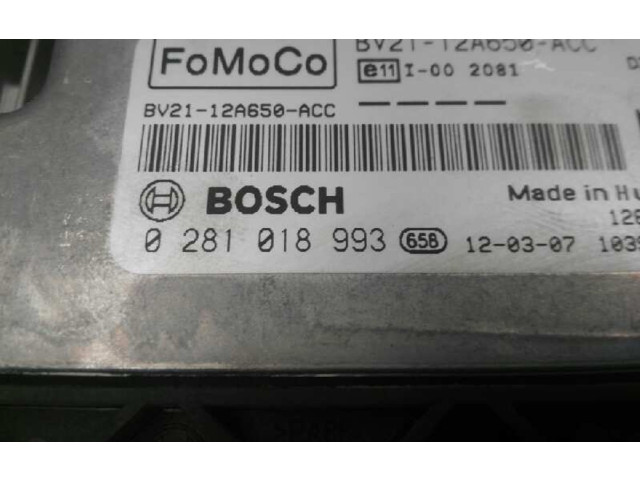 FoMoCo
BV21-12A650-ACC
e11 I-00 2081
BV21-12A650-ACC
BOSCH
Made in Hu
0 281 018 993 658 12-03-07